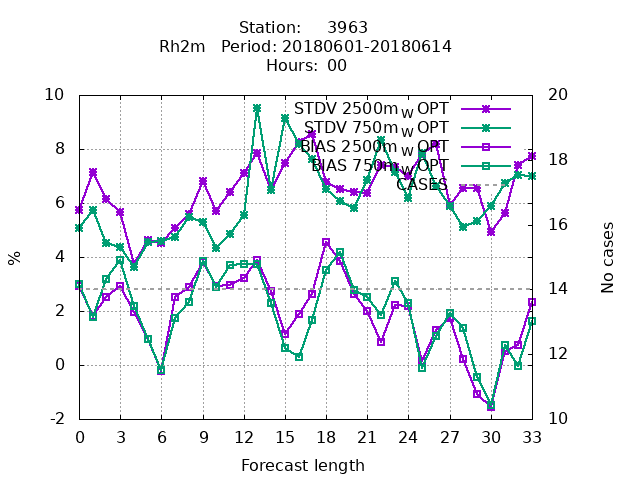 Station: 3963
Rh2m Period: 20180601-20180614
Hours: 00
10 20
STDV 2500m_W OPT
STDV 750m_W OPT
BIAS 2500m_W OPT
BIAS 750m_W OPT
CASES
8 18
6 16
4
14
2
12
0
-2 10
%
No cases
0 3 6 9 12 15 18 21 24 27 30 33
Forecast length